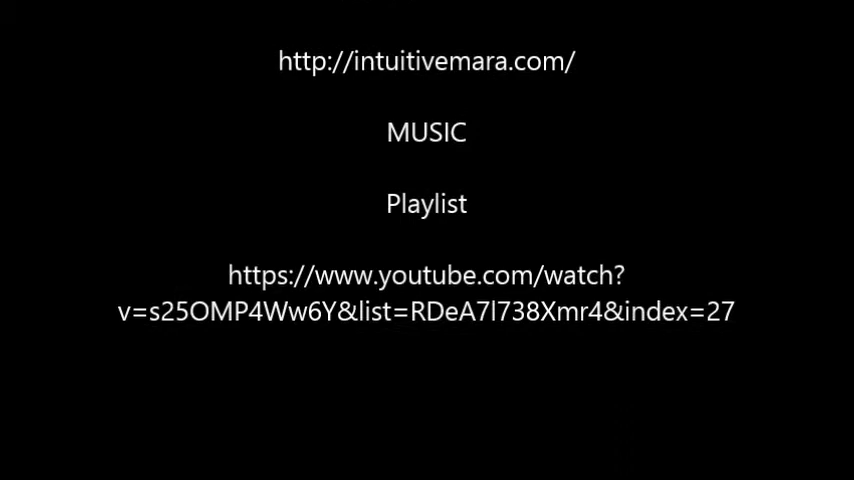 http://intuitivemara.com/
MUSIC
Playlist
https://www.youtube.com/watch?
v=s25OMP4Ww6Y&list=RDeA7l738Xmr4&index=27